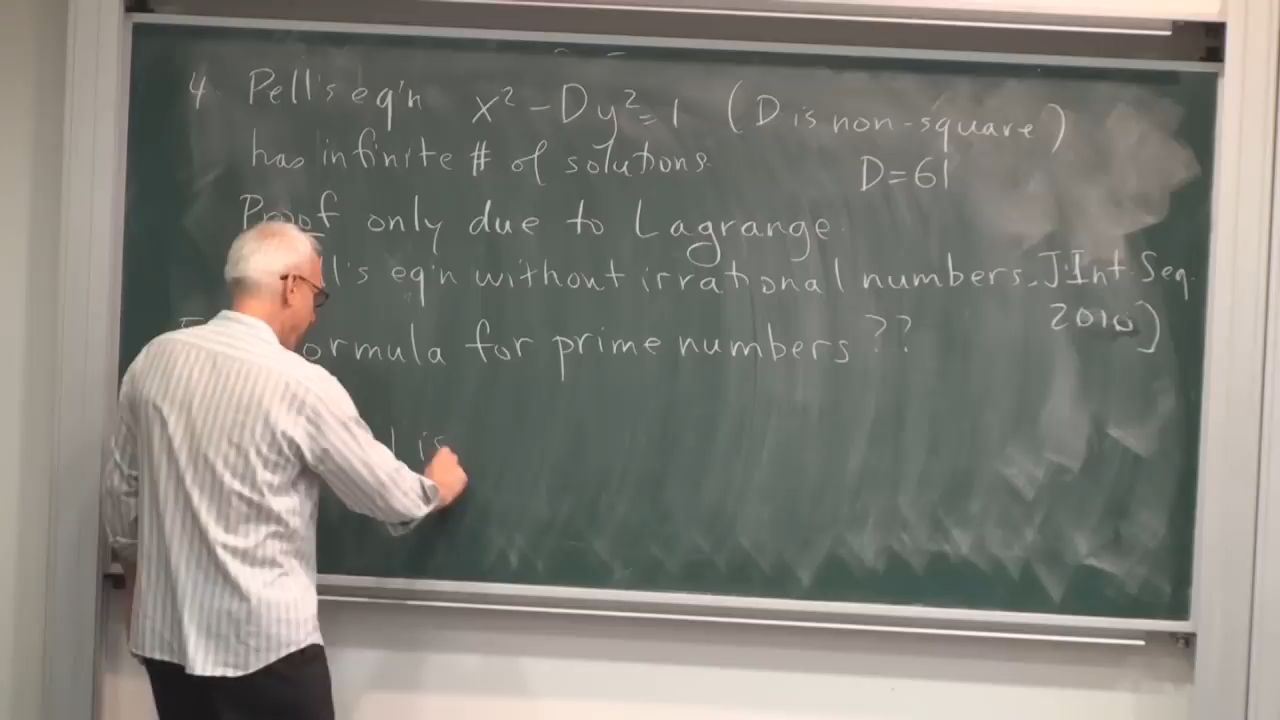 4 Pell's eq'n x² - Dy² = 1 (D is non-square)
has infinite # of solutions
D=61
Proof only due to Lagrange.
eq'n without irrational numbers. J Int. Seq.
2010)
for prime numbers ??
is